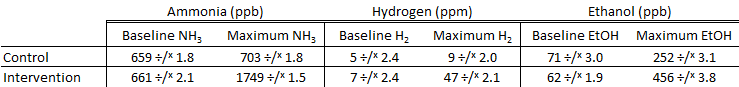 Ammonia (ppb) Hydrogen (ppm) Ethanol (ppb)
Baseline NH₃ Maximum NH₃ Baseline H₂ Maximum H₂ Baseline EtOH Maximum EtOH
Control 659 ÷/ˣ 1.8 703 ÷/ˣ 1.8 5 ÷/ˣ 2.4 9 ÷/ˣ 2.0 71 ÷/ˣ 3.0 252 ÷/ˣ 3.1
Intervention 661 ÷/ˣ 2.1 1749 ÷/ˣ 1.5 7 ÷/ˣ 2.4 47 ÷/ˣ 2.1 62 ÷/ˣ 1.9 456 ÷/ˣ 3.8